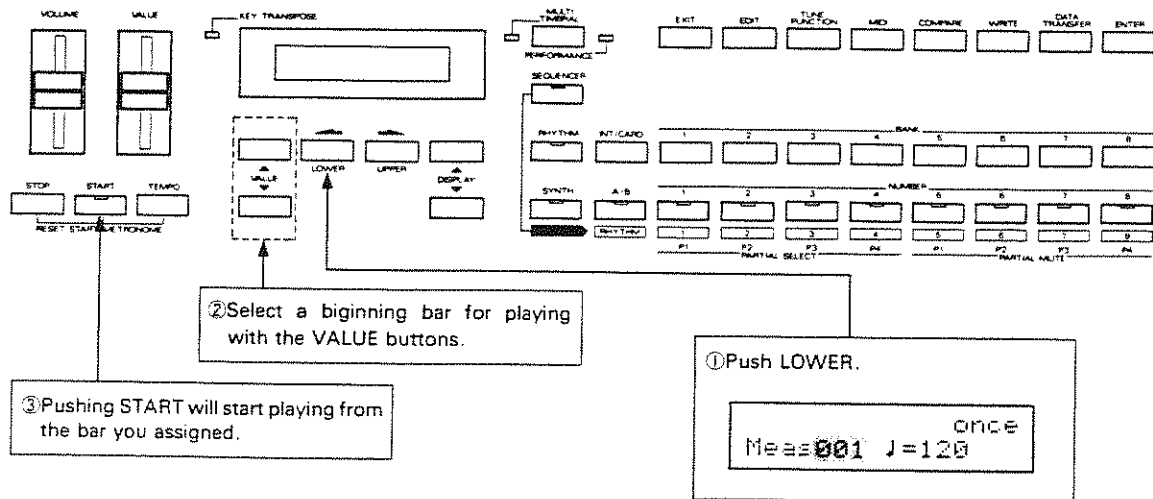 VOLUME VALUE KEY TRANSPOSE MULTI TIMBRAL EXIT EDIT TUNE FUNCTION MIDI COMPARE WRITE DATA TRANSFER ENTER
PERFORMANCE
SEQUENCER
RHYTHM INT/CARD 1 2 3 4 BANK 5 6 7 8
VALUE LOWER UPPER DISPLAY
STOP START TEMPO SYNTH A/B 1 2 3 4 NUMBER 5 6 7 8
RESET START METRONOME RHYTHM 1 2 3 4 5 6 7 8
P1 P2 P3 P4 P1 P2 P3 P4
PARTIAL SELECT PARTIAL MUTE
②Select a biginning bar for playing
with the VALUE buttons.
①Push LOWER.
③Pushing START will start playing from
the bar you assigned.
once
Meas001 ♩=120